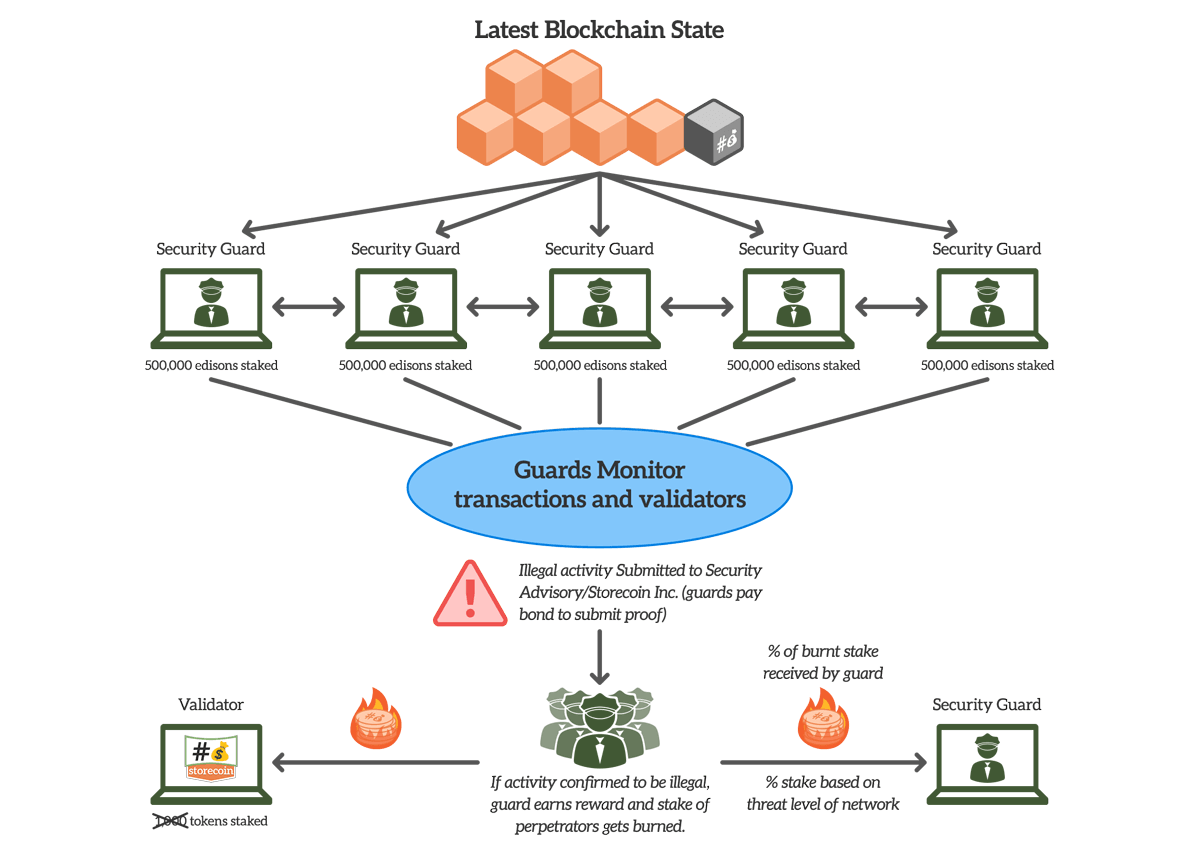 Latest Blockchain State
#💰
Security Guard
Security Guard
Security Guard
Security Guard
Security Guard
500,000 edisons staked
500,000 edisons staked
500,000 edisons staked
500,000 edisons staked
500,000 edisons staked
Guards Monitor
transactions and validators
!
Illegal activity Submitted to Security
Advisory/Storecoin Inc. (guards pay
bond to submit proof)
% of burnt stake
received by guard
Validator
Security Guard
#$
storecoin
If activity confirmed to be illegal,
guard earns reward and stake of
perpetrators gets burned.
% stake based on
threat level of network
1,000 tokens staked